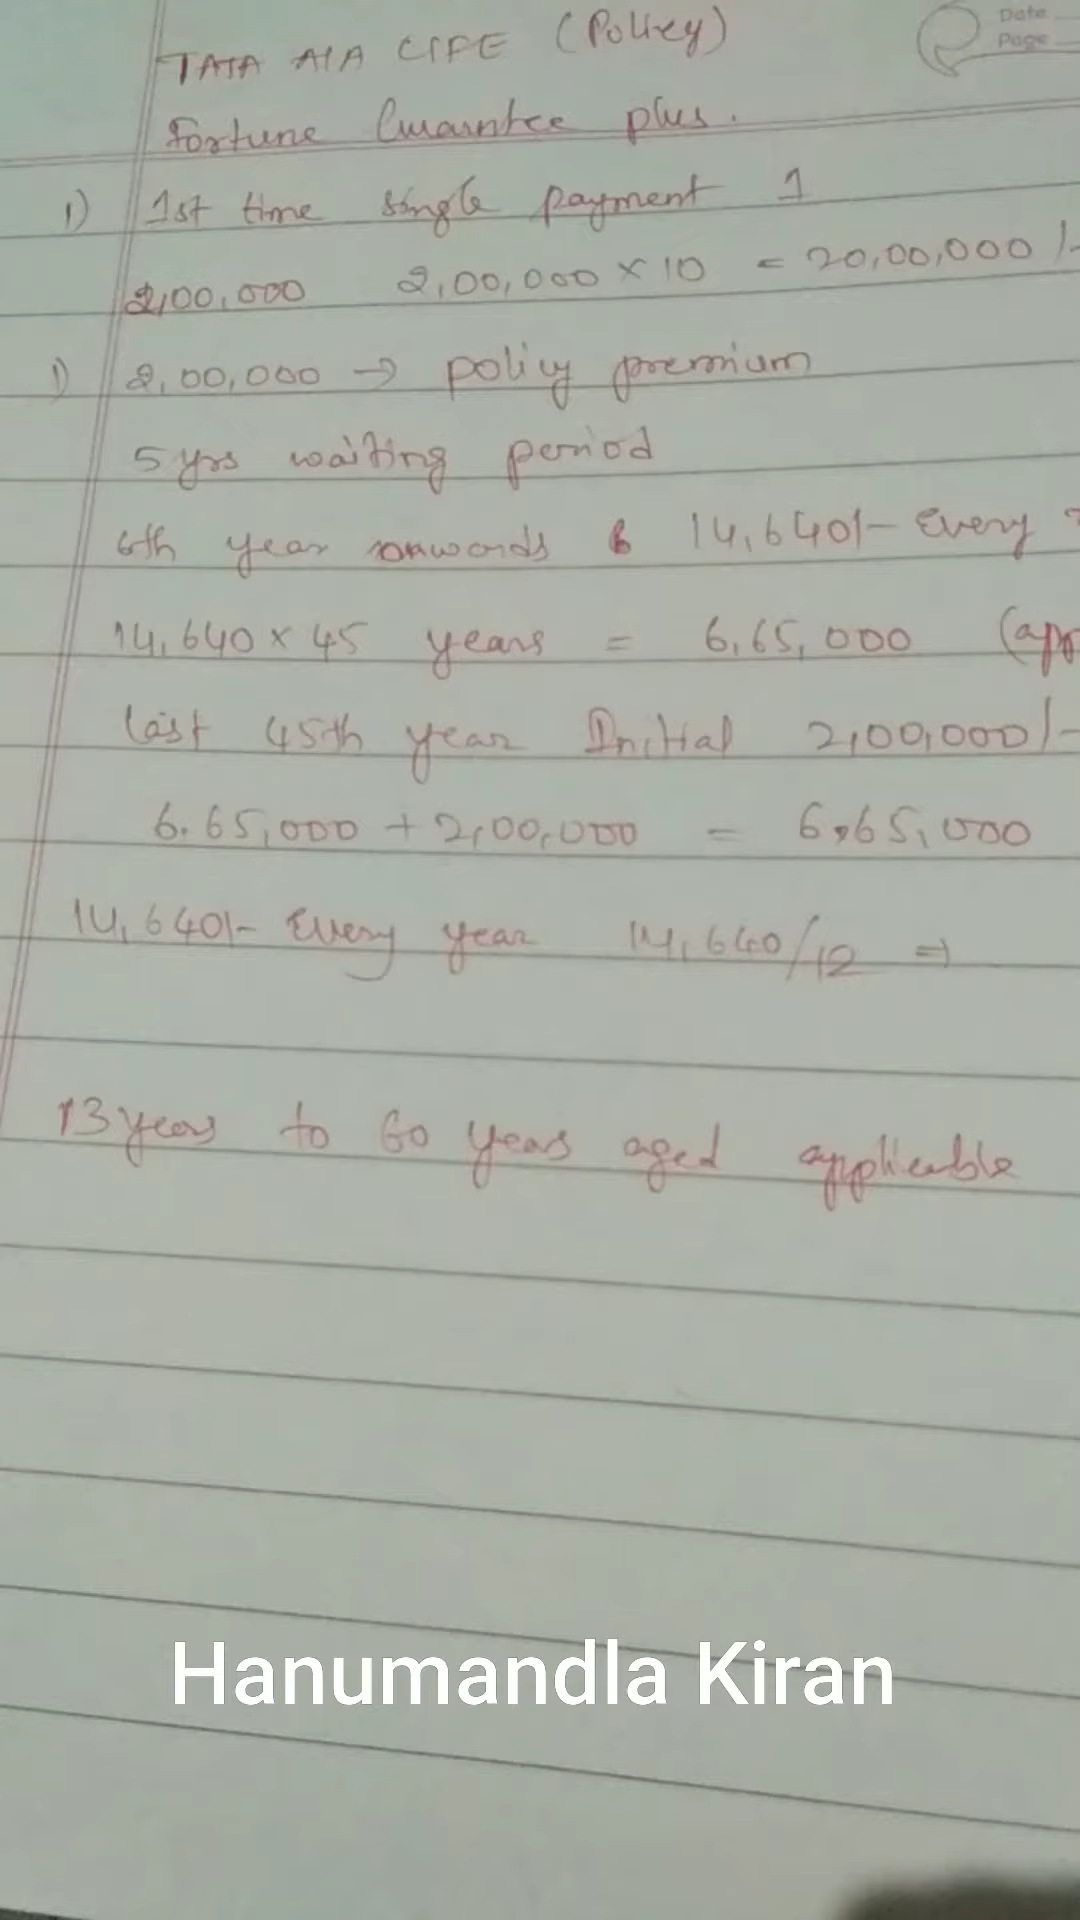 Date
Page
TATA AIA LIFE (Policy)
Fortune Guarntee plus.
1) 1st time single payment 1
2,00,000 2,00,000 × 10 = 20,00,000/-
1) 2,00,000 → policy premium
5 yrs waiting period
6th year onwords 14,640/- Every
14,640 × 45 years = 6,65,000 (app
last 45th year Initial 2,00,000/-
6.65,000 + 2,00,000 = 6,65,000
14,640/- Every year 14,640/12 ⇒
13 years to 60 years aged applicable
Hanumandla Kiran